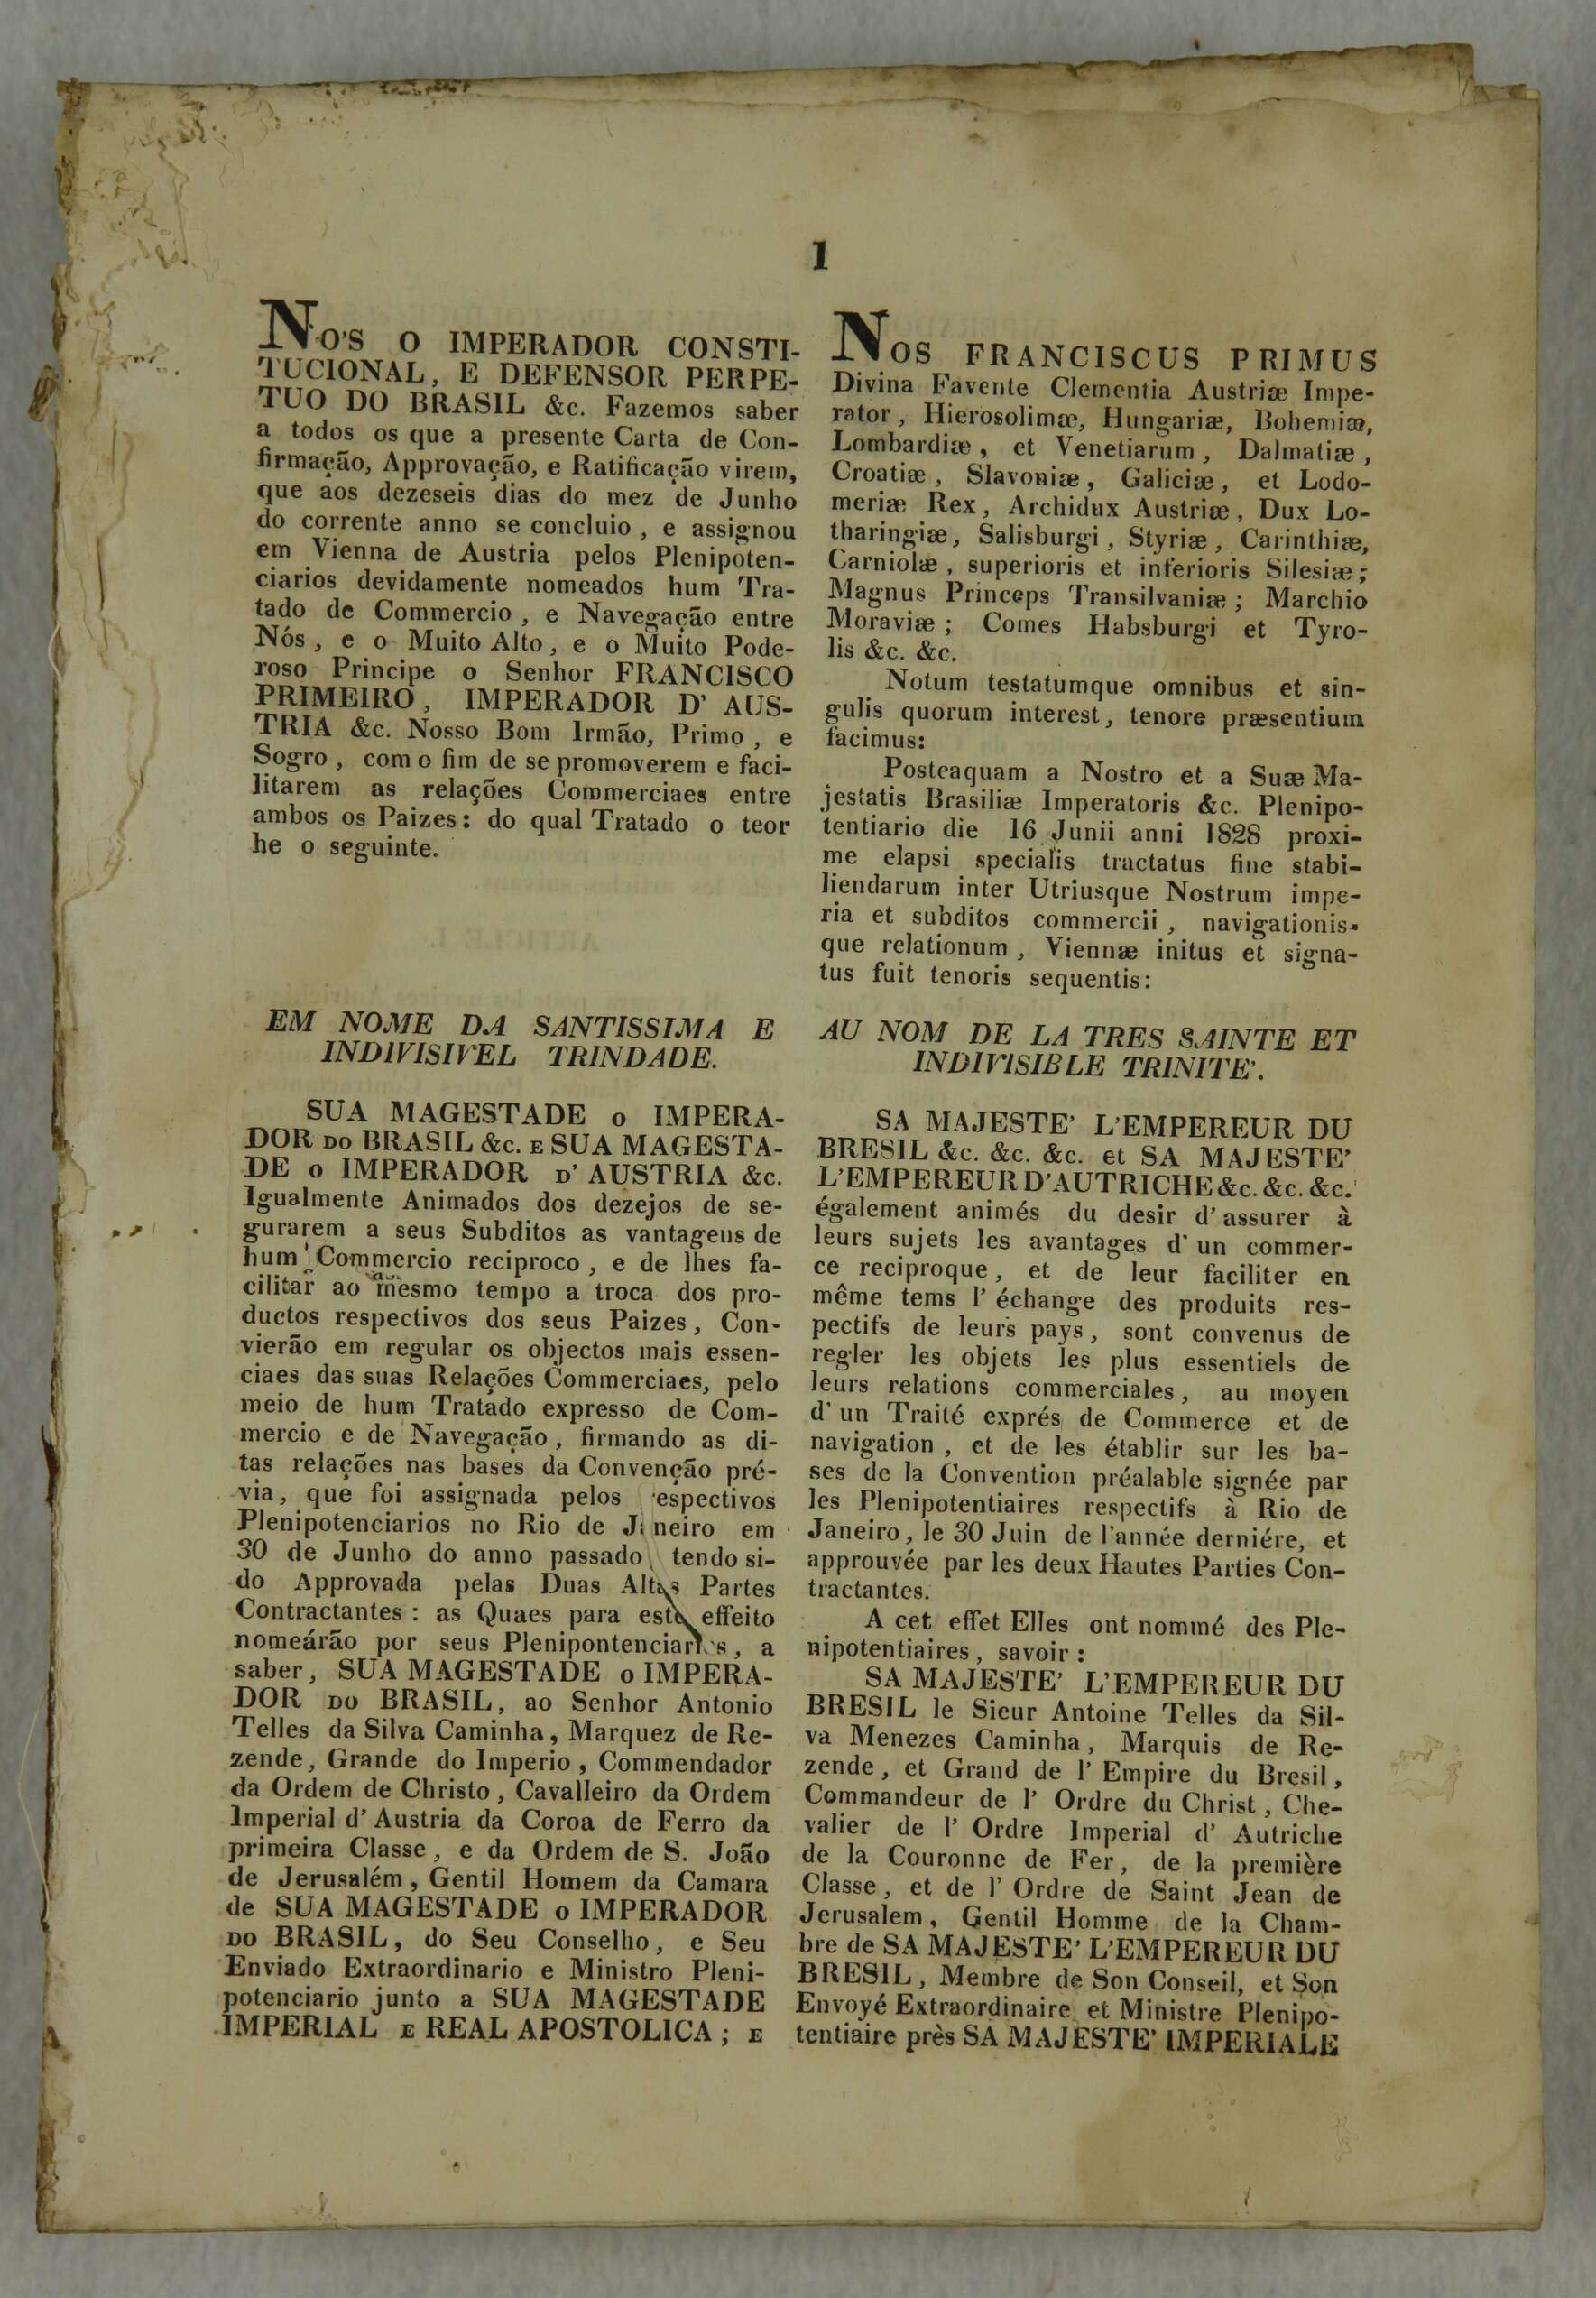 1
NO'S O IMPERADOR CONSTI-
TUCIONAL, E DEFENSOR PERPE-
TUO DO BRASIL &c. Fazemos saber
a todos os que a presente Carta de Con-
firmação, Approvação, e Ratificação virem,
que aos dezeseis dias do mez de Junho
do corrente anno se concluio, e assignou
em Vienna de Austria pelos Plenipoten-
ciarios devidamente nomeados hum Tra-
tado de Commercio, e Navegação entre
Nós, e o Muito Alto, e o Muito Pode-
roso Principe o Senhor FRANCISCO
PRIMEIRO, IMPERADOR D' AUS-
TRIA &c. Nosso Bom Irmão, Primo, e
Sogro, com o fim de se promoverem e faci-
litarem as relações Commerciaes entre
ambos os Paizes: do qual Tratado o teor
he o seguinte.
EM NOME DA SANTISSIMA E
INDIVISIVEL TRINDADE.
SUA MAGESTADE O IMPERA-
DOR DO BRASIL &c. E SUA MAGESTA-
DE O IMPERADOR D' AUSTRIA &c.
Igualmente Animados dos dezejos de se-
gurarem a seus Subditos as vantagens de
hum Commercio reciproco, e de lhes fa-
cilitar ao mesmo tempo a troca dos pro-
ductos respectivos dos seus Paizes, Con-
vierão em regular os objectos mais essen-
ciaes das suas Relações Commerciaes, pelo
meio de hum Tratado expresso de Com-
mercio e de Navegação, firmando as di-
tas relações nas bases da Convenção pré-
via, que foi assignada pelos respectivos
Plenipotenciarios no Rio de Janeiro em
30 de Junho do anno passado, tendo si-
do Approvada pelas Duas Altas Partes
Contractantes: as Quaes para este effeito
nomeárão por seus Plenipontenciarios, a
saber, SUA MAGESTADE O IMPERA-
DOR DO BRASIL, ao Senhor Antonio
Telles da Silva Caminha, Marquez de Re-
zende, Grande do Imperio, Commendador
da Ordem de Christo, Cavalleiro da Ordem
Imperial d' Austria da Coroa de Ferro da
primeira Classe, e da Ordem de S. João
de Jerusalém, Gentil Homem da Camara
de SUA MAGESTADE O IMPERADOR
DO BRASIL, do Seu Conselho, e Seu
Enviado Extraordinario e Ministro Pleni-
potenciario junto a SUA MAGESTADE
IMPERIAL E REAL APOSTOLICA; E
NOS FRANCISCUS PRIMUS
Divina Favente Clementia Austriæ Impe-
rator, Hierosolimæ, Hungariæ, Bohemiæ,
Lombardiæ, et Venetiarum, Dalmatiæ,
Croatiæ, Slavoniæ, Galiciæ, et Lodo-
meriæ Rex, Archidux Austriæ, Dux Lo-
tharingiæ, Salisburgi, Styriæ, Carinthiæ,
Carniolæ, superioris et inferioris Silesiæ;
Magnus Princeps Transilvaniæ; Marchio
Moraviæ; Comes Habsburgi et Tyro-
lis &c. &c.
Notum testatumque omnibus et sin-
gulis quorum interest, tenore præsentium
facimus:
Posteaquam a Nostro et a Suæ Ma-
jestatis Brasiliæ Imperatoris &c. Plenipo-
tentiario die 16 Junii anni 1828 proxi-
me elapsi specialis tractatus fine stabi-
liendarum inter Utriusque Nostrum impe-
ria et subditos commercii, navigationis-
que relationum, Viennæ initus et signa-
tus fuit tenoris sequentis:
AU NOM DE LA TRES SAINTE ET
INDIVISIBLE TRINITE'.
SA MAJESTE' L'EMPEREUR DU
BRESIL &c. &c. &c. et SA MAJESTE'
L'EMPEREUR D'AUTRICHE &c. &c. &c.
également animés du desir d'assurer à
leurs sujets les avantages d'un commer-
ce reciproque, et de leur faciliter en
même tems l'échange des produits res-
pectifs de leurs pays, sont convenus de
regler les objets les plus essentiels de
leurs relations commerciales, au moyen
d'un Traité exprés de Commerce et de
navigation, et de les établir sur les ba-
ses de la Convention préalable signée par
les Plenipotentiaires respectifs à Rio de
Janeiro, le 30 Juin de l'année derniére, et
approuvée par les deux Hautes Parties Con-
tractantes.
A cet effet Elles ont nommé des Ple-
nipotentiaires, savoir:
SA MAJESTE' L'EMPEREUR DU
BRESIL le Sieur Antoine Telles da Sil-
va Menezes Caminha, Marquis de Re-
zende, et Grand de l' Empire du Bresil,
Commandeur de l' Ordre du Christ, Che-
valier de l' Ordre Imperial d' Autriche
de la Couronne de Fer, de la première
Classe, et de l' Ordre de Saint Jean de
Jerusalem, Gentil Homme de la Cham-
bre de SA MAJESTE' L'EMPEREUR DU
BRESIL, Membre de Son Conseil, et Son
Envoyé Extraordinaire et Ministre Plenipo-
tentiaire près SA MAJESTE' IMPERIALE